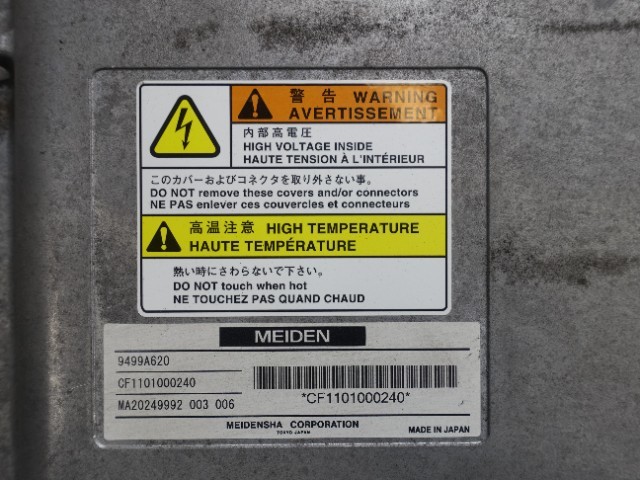 警告 WARNING
AVERTISSEMENT
内部高電圧
HIGH VOLTAGE INSIDE
HAUTE TENSION À L'INTÉRIEUR
このカバーおよびコネクタを取り外さない事。
DO NOT remove these covers and/or connectors
NE PAS enlever ces couvercles et connecteurs
高温注意 HIGH TEMPERATURE
HAUTE TEMPÉRATURE
熱い時にさわらないで下さい。
DO NOT touch when hot
NE TOUCHEZ PAS QUAND CHAUD
MEIDEN
9499A620
CF1101000240
*CF1101000240*
MA20249992 003 006
MEIDENSHA CORPORATION
TOKYO JAPAN
MADE IN JAPAN